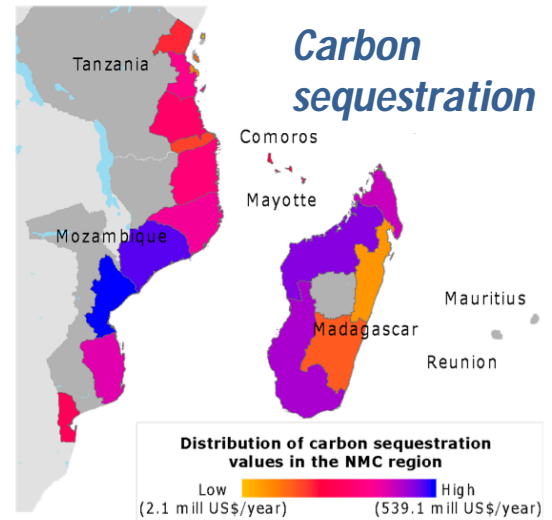 Carbon
sequestration
Tanzania
Comoros
Mayotte
Mozambique
Mauritius
Madagascar
Reunion
Distribution of carbon sequestration
values in the NMC region
Low High
(2.1 mill US$/year) (539.1 mill US$/year)